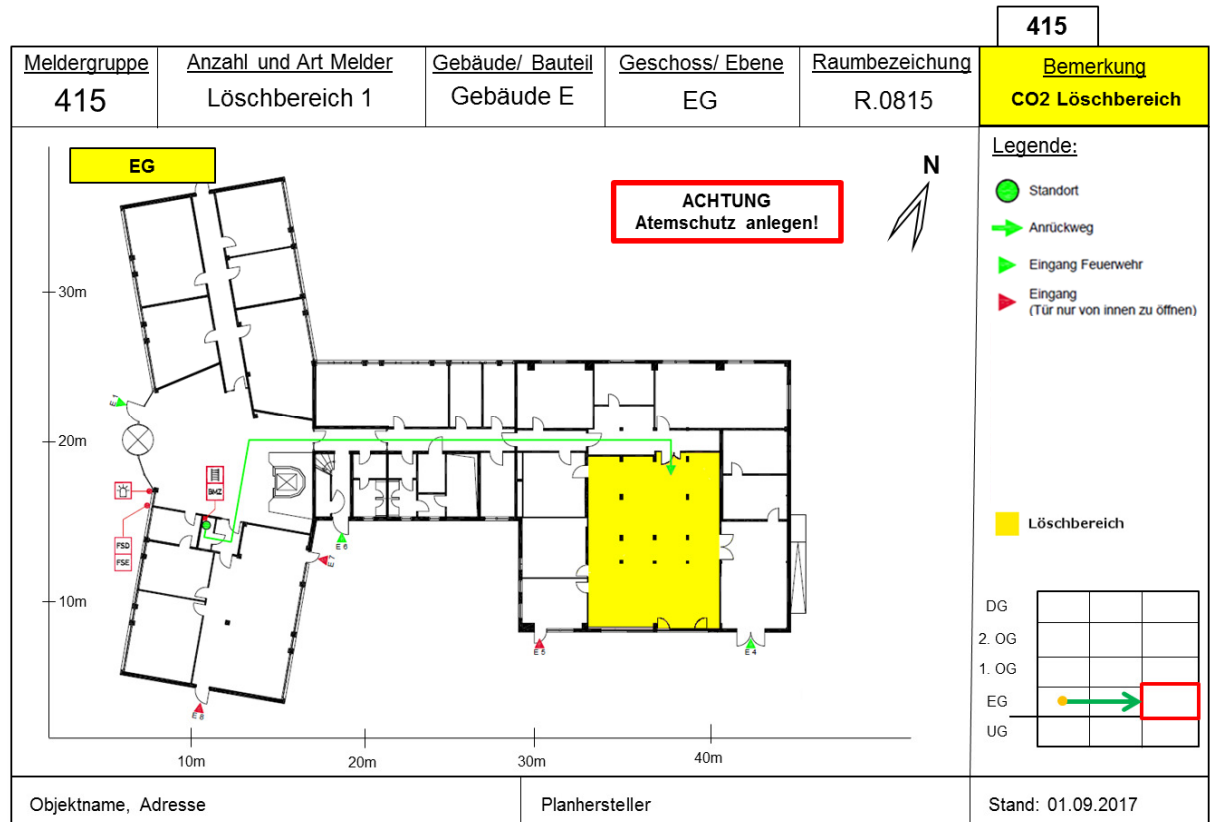 415
Meldergruppe
415
Anzahl und Art Melder
Löschbereich 1
Gebäude/ Bauteil
Gebäude E
Geschoss/ Ebene
EG
Raumbezeichung
R.0815
Bemerkung
CO2 Löschbereich
EG
ACHTUNG
Atemschutz anlegen!
N
Legende:
Standort
Anrückweg
Eingang Feuerwehr
Eingang
(Tür nur von innen zu öffnen)
Löschbereich
30m
20m
10m
E 1
BMZ
FSD
FSE
E 6
E 7
E 8
E 5
E 4
10m
20m
30m
40m
DG
2. OG
1. OG
EG
UG
Objektname, Adresse
Planhersteller
Stand: 01.09.2017